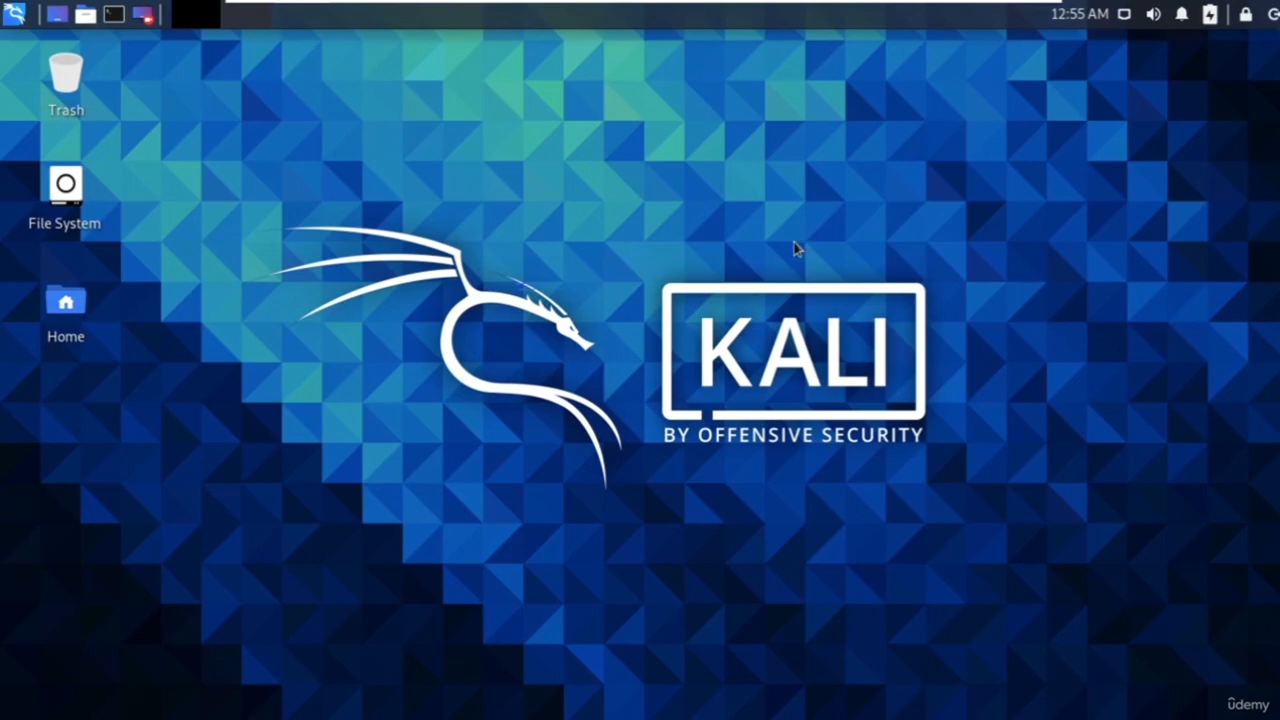 12:55 AM
Trash
File System
Home
KALI
BY OFFENSIVE SECURITY
ûdemy